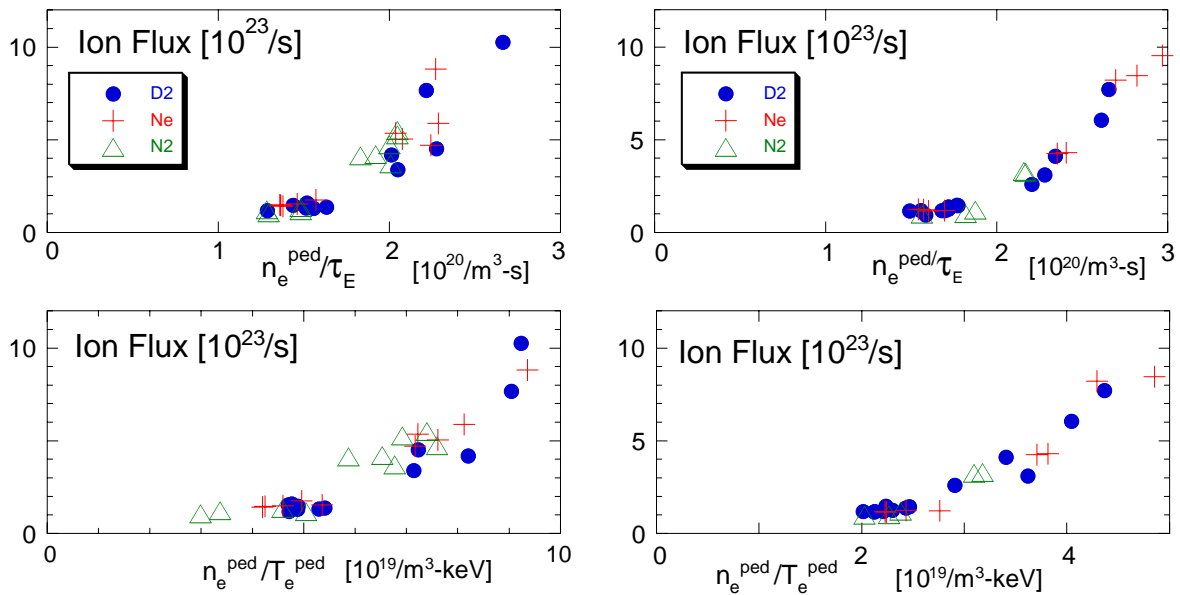 Ion Flux [10^23/s]
10
D2
Ne
N2
5
0
0 1 2 3
n_e^ped/τ_E [10^20/m^3-s]
Ion Flux [10^23/s]
10
D2
Ne
N2
5
0
0 1 2 3
n_e^ped/τ_E [10^20/m^3-s]
Ion Flux [10^23/s]
10
5
0
0 10
n_e^ped/T_e^ped [10^19/m^3-keV]
Ion Flux [10^23/s]
10
5
0
0 2 4
n_e^ped/T_e^ped [10^19/m^3-keV]